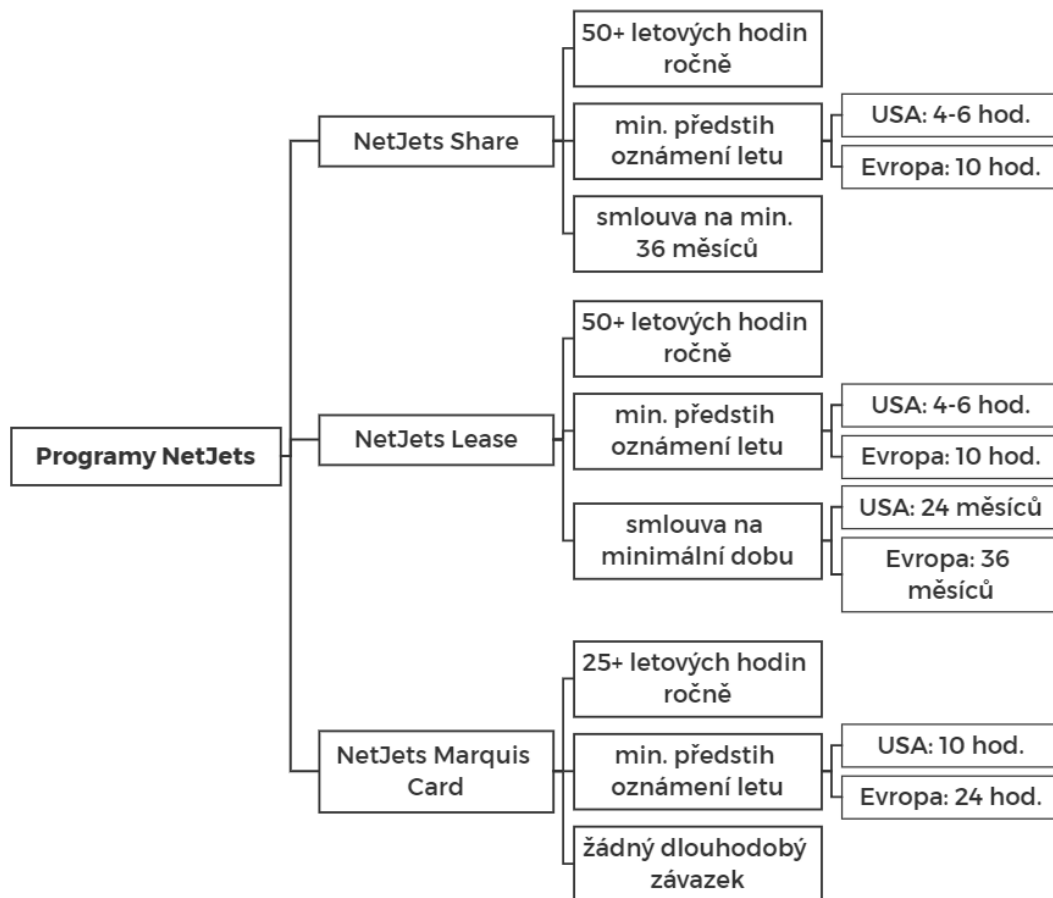 Programy NetJets
NetJets Share
50+ letových hodin
ročně
min. předstih
oznámení letu
USA: 4-6 hod.
Evropa: 10 hod.
smlouva na min.
36 měsíců
NetJets Lease
50+ letových hodin
ročně
min. předstih
oznámení letu
USA: 4-6 hod.
Evropa: 10 hod.
smlouva na
minimální dobu
USA: 24 měsíců
Evropa: 36
měsíců
NetJets Marquis
Card
25+ letových hodin
ročně
min. předstih
oznámení letu
USA: 10 hod.
Evropa: 24 hod.
žádný dlouhodobý
závazek